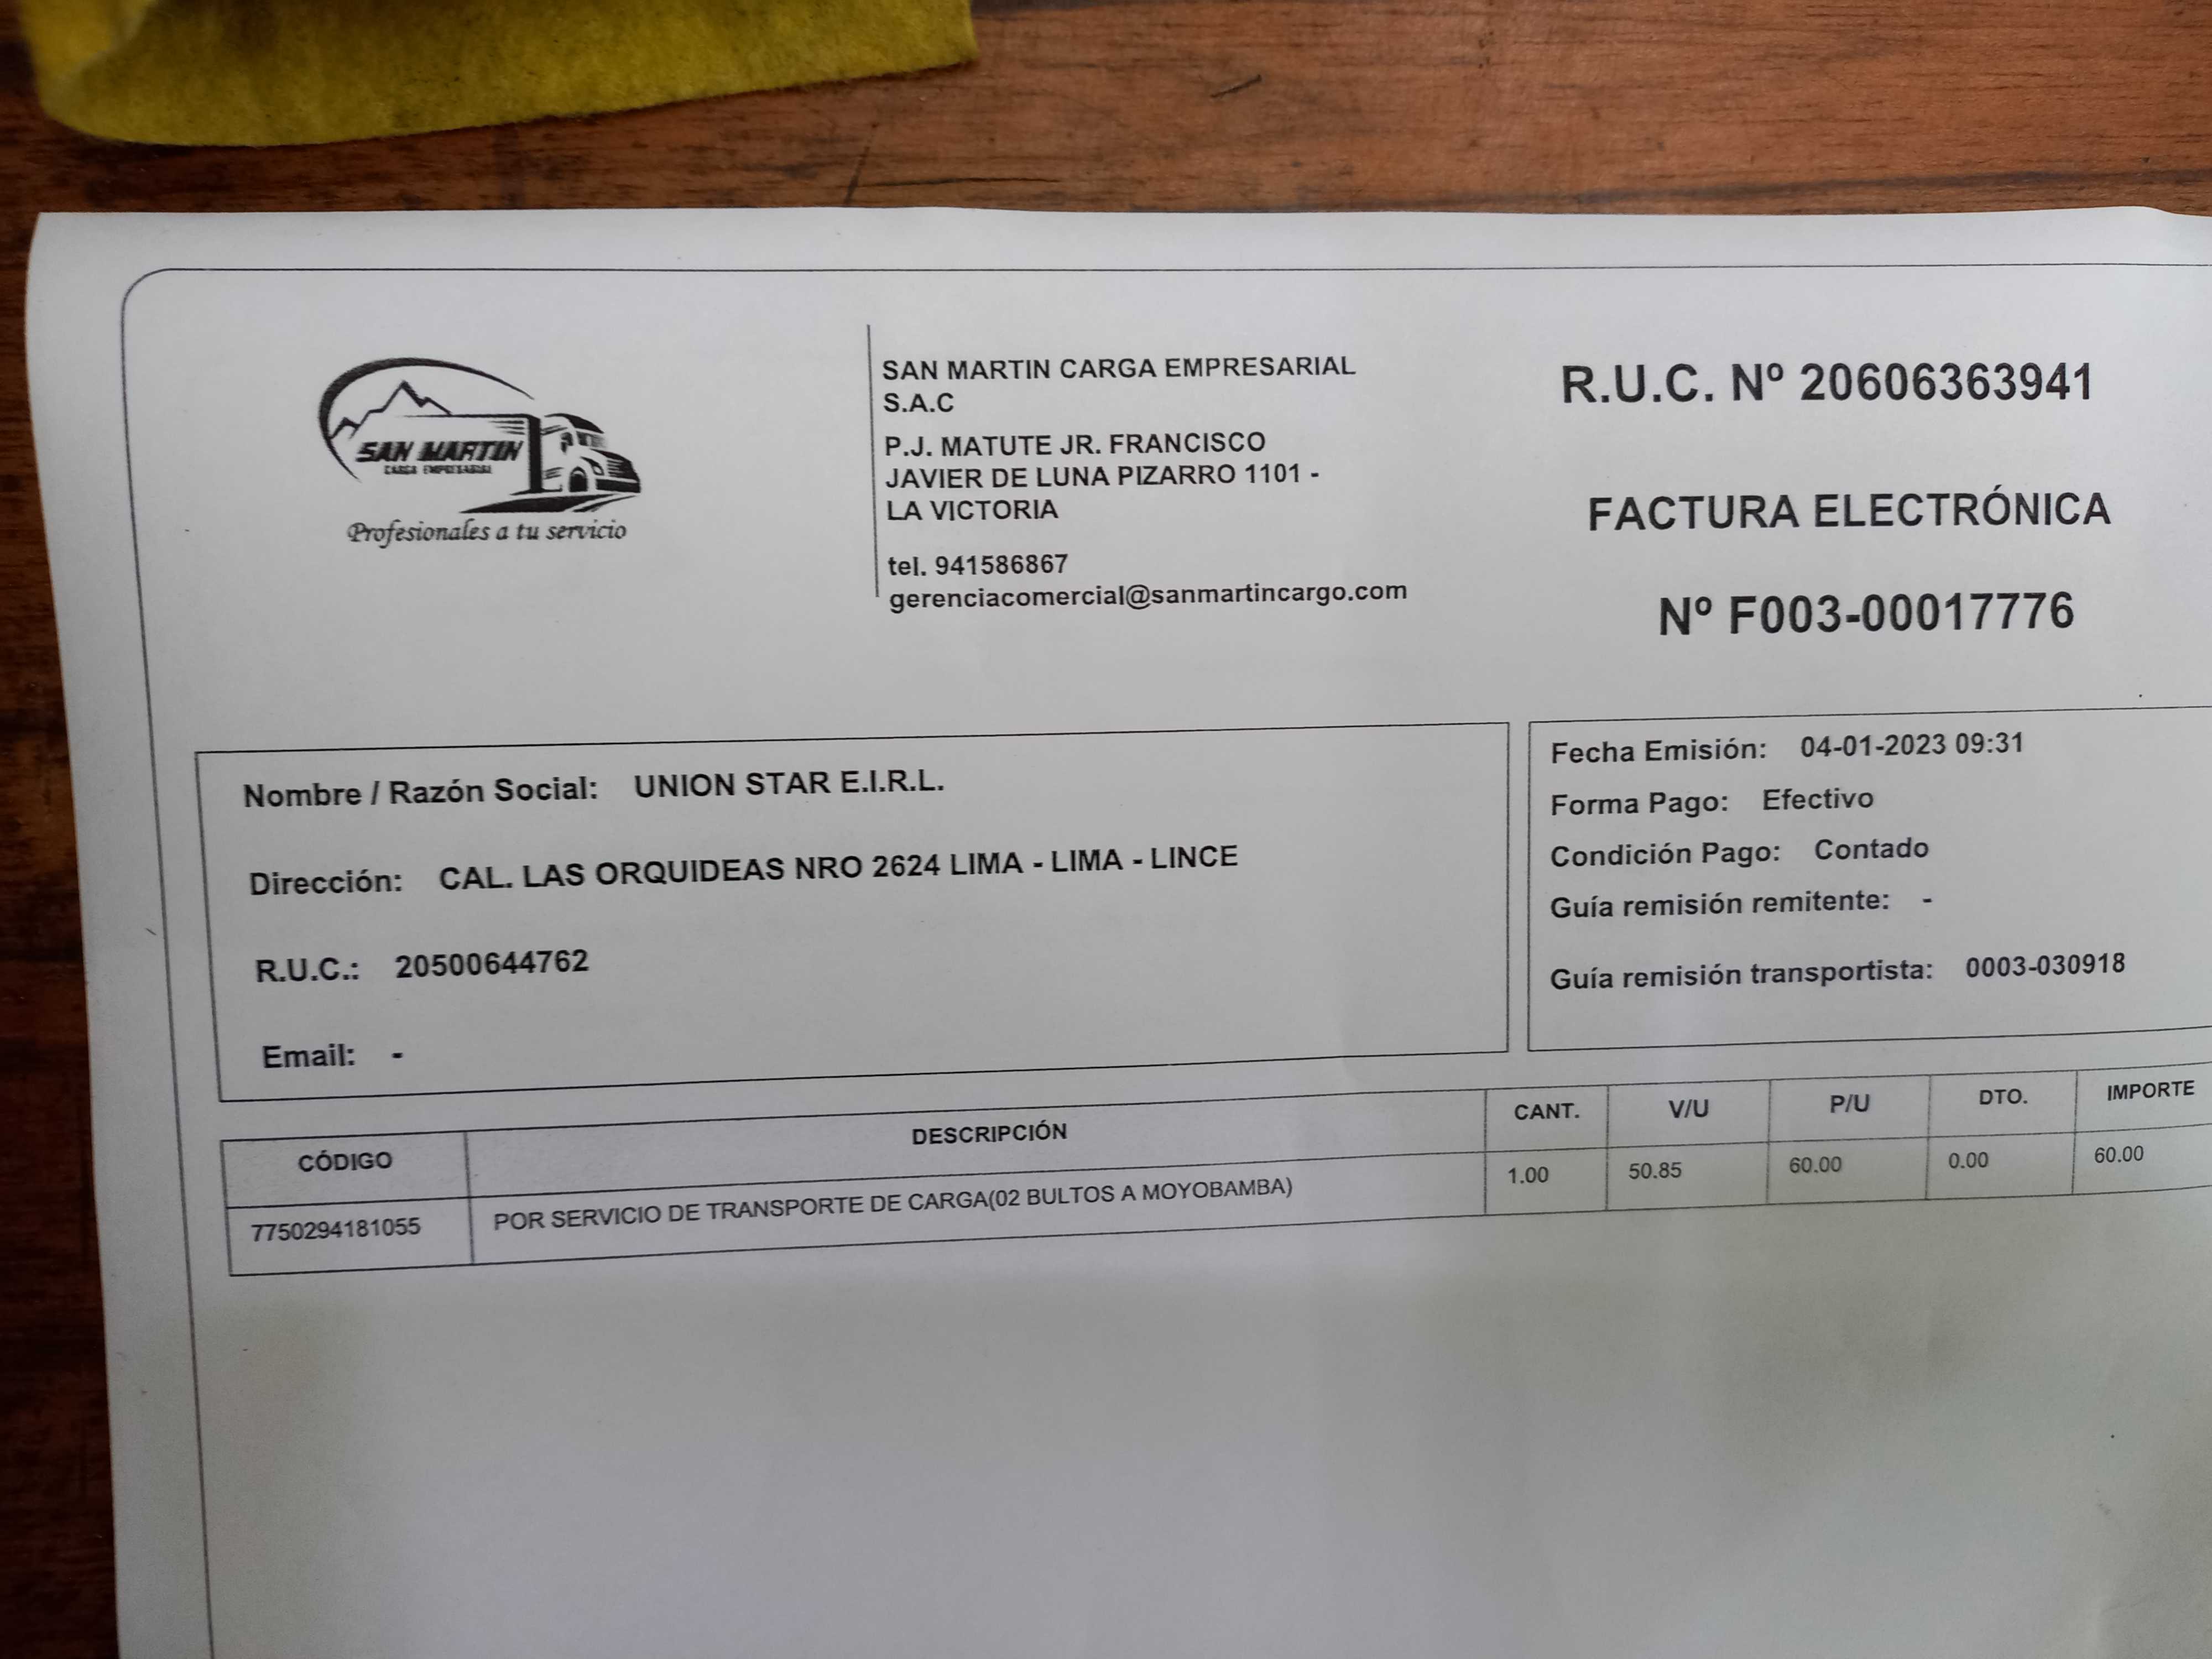 SAN MARTIN
CARGA EMPRESARIAL
Profesionales a tu servicio
SAN MARTIN CARGA EMPRESARIAL
S.A.C
P.J. MATUTE JR. FRANCISCO
JAVIER DE LUNA PIZARRO 1101 -
LA VICTORIA
tel. 941586867
gerenciacomercial@sanmartincargo.com
R.U.C. Nº 20606363941
FACTURA ELECTRÓNICA
Nº F003-00017776
Nombre / Razón Social: UNION STAR E.I.R.L.
Dirección: CAL. LAS ORQUIDEAS NRO 2624 LIMA - LIMA - LINCE
R.U.C.: 20500644762
Email: -
Fecha Emisión: 04-01-2023 09:31
Forma Pago: Efectivo
Condición Pago: Contado
Guía remisión remitente: -
Guía remisión transportista: 0003-030918
CÓDIGO DESCRIPCIÓN CANT. V/U P/U DTO. IMPORTE
7750294181055 POR SERVICIO DE TRANSPORTE DE CARGA(02 BULTOS A MOYOBAMBA) 1.00 50.85 60.00 0.00 60.00